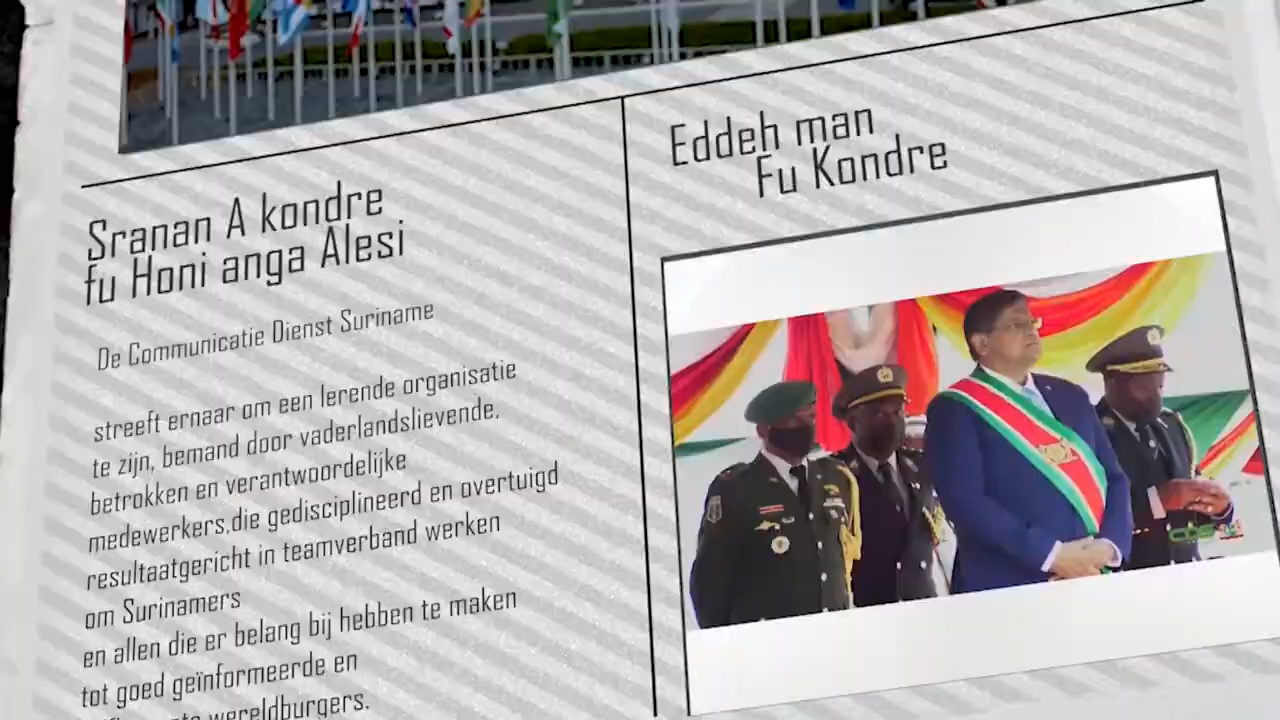 Sranan A kondre
fu Honi anga Alesi
De Communicatie Dienst Suriname
streeft ernaar om een lerende organisatie
te zijn, bemand door vaderlandslievende,
betrokken en verantwoordelijke
medewerkers,die gedisciplineerd en overtuigd
resultaatgericht in teamverband werken
om Surinamers
en allen die er belang bij hebben te maken
tot goed geïnformeerde en
wereldburgers.
Eddeh man
Fu Kondre